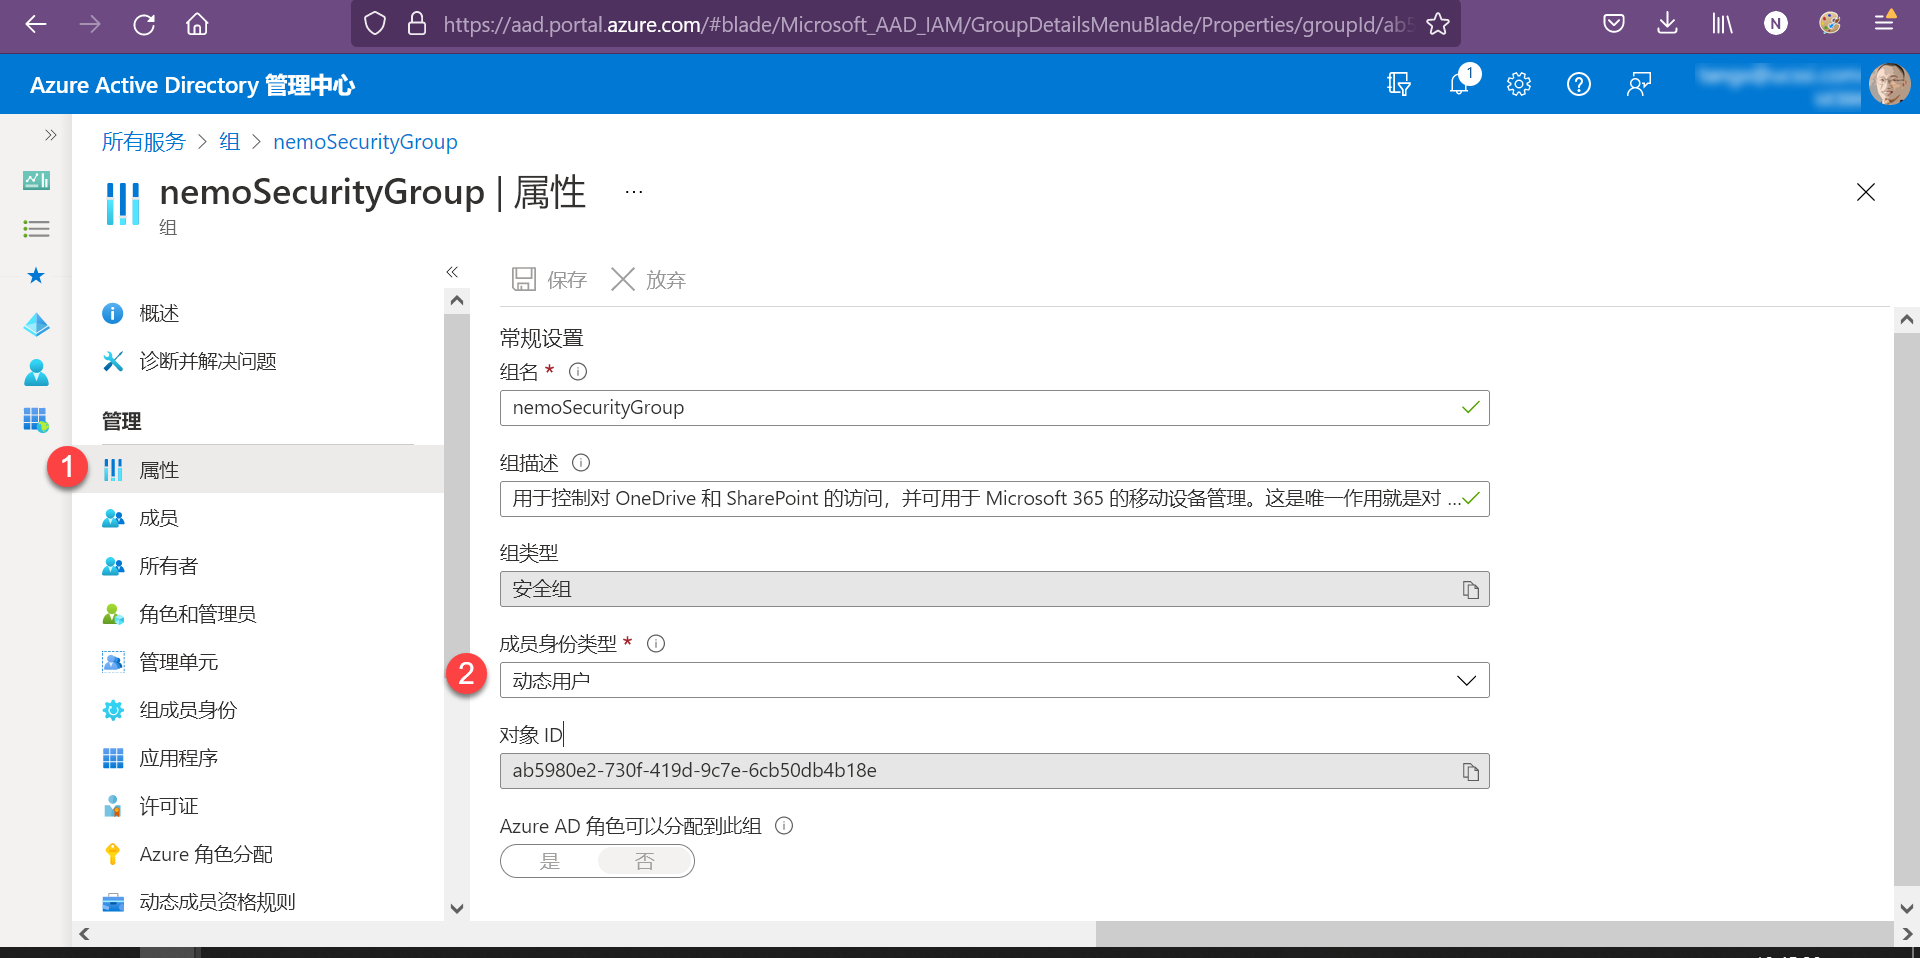 https://aad.portal.azure.com/#blade/Microsoft_AAD_IAM/GroupDetailsMenuBlade/Properties/groupId/ab5
N
Azure Active Directory 管理中心
1
所有服务 > 组 > nemoSecurityGroup
nemoSecurityGroup | 属性 ...
组
保存 放弃
概述
诊断并解决问题
管理
1 属性
成员
所有者
角色和管理员
管理单元
组成员身份
应用程序
许可证
Azure 角色分配
动态成员资格规则
常规设置
组名 *
nemoSecurityGroup
组描述
用于控制对 OneDrive 和 SharePoint 的访问，并可用于 Microsoft 365 的移动设备管理。这是唯一作用就是对 ...
组类型
安全组
成员身份类型 *
2 动态用户
对象 ID
ab5980e2-730f-419d-9c7e-6cb50db4b18e
Azure AD 角色可以分配到此组
是 否